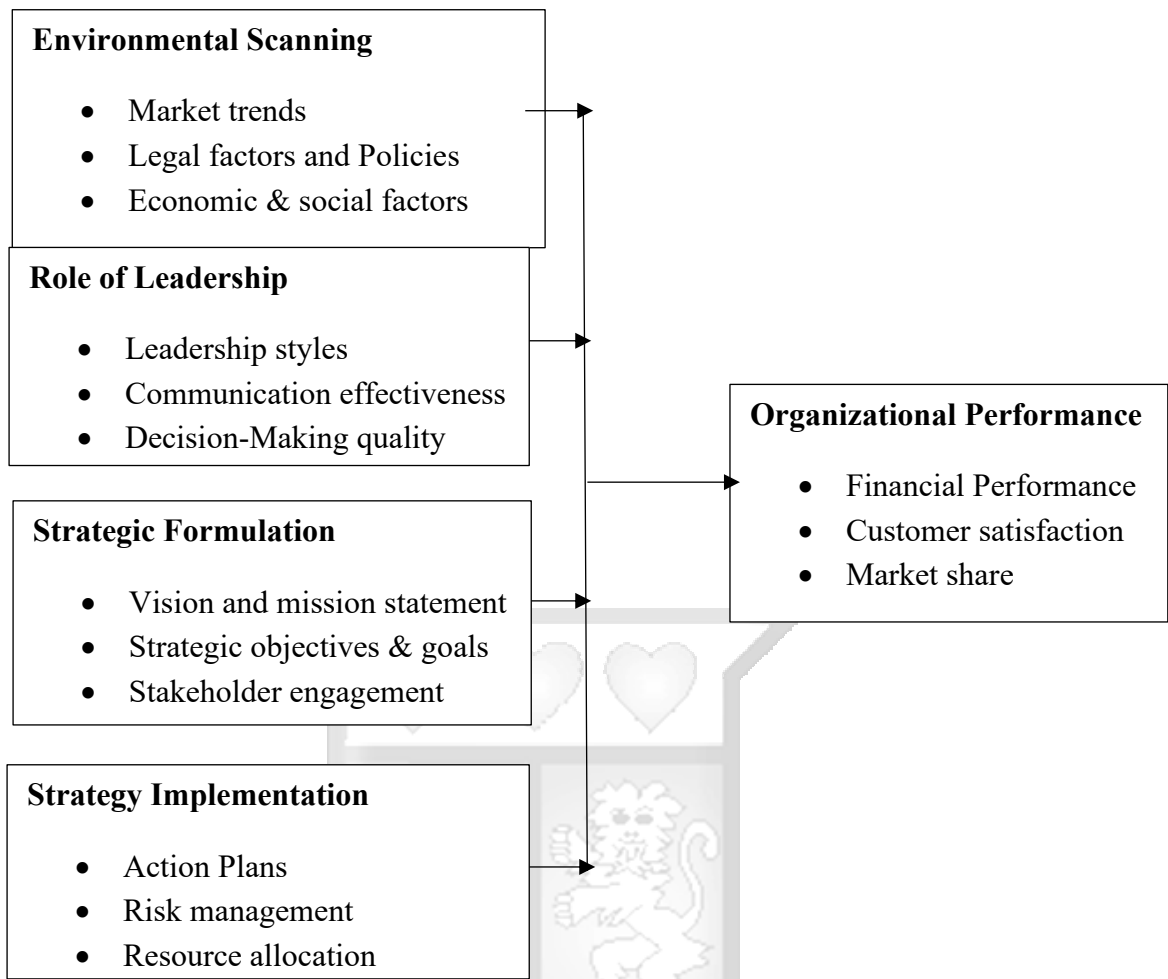 Environmental Scanning
• Market trends
• Legal factors and Policies
• Economic & social factors
Role of Leadership
• Leadership styles
• Communication effectiveness
• Decision-Making quality
Strategic Formulation
• Vision and mission statement
• Strategic objectives & goals
• Stakeholder engagement
Strategy Implementation
• Action Plans
• Risk management
• Resource allocation
Organizational Performance
• Financial Performance
• Customer satisfaction
• Market share